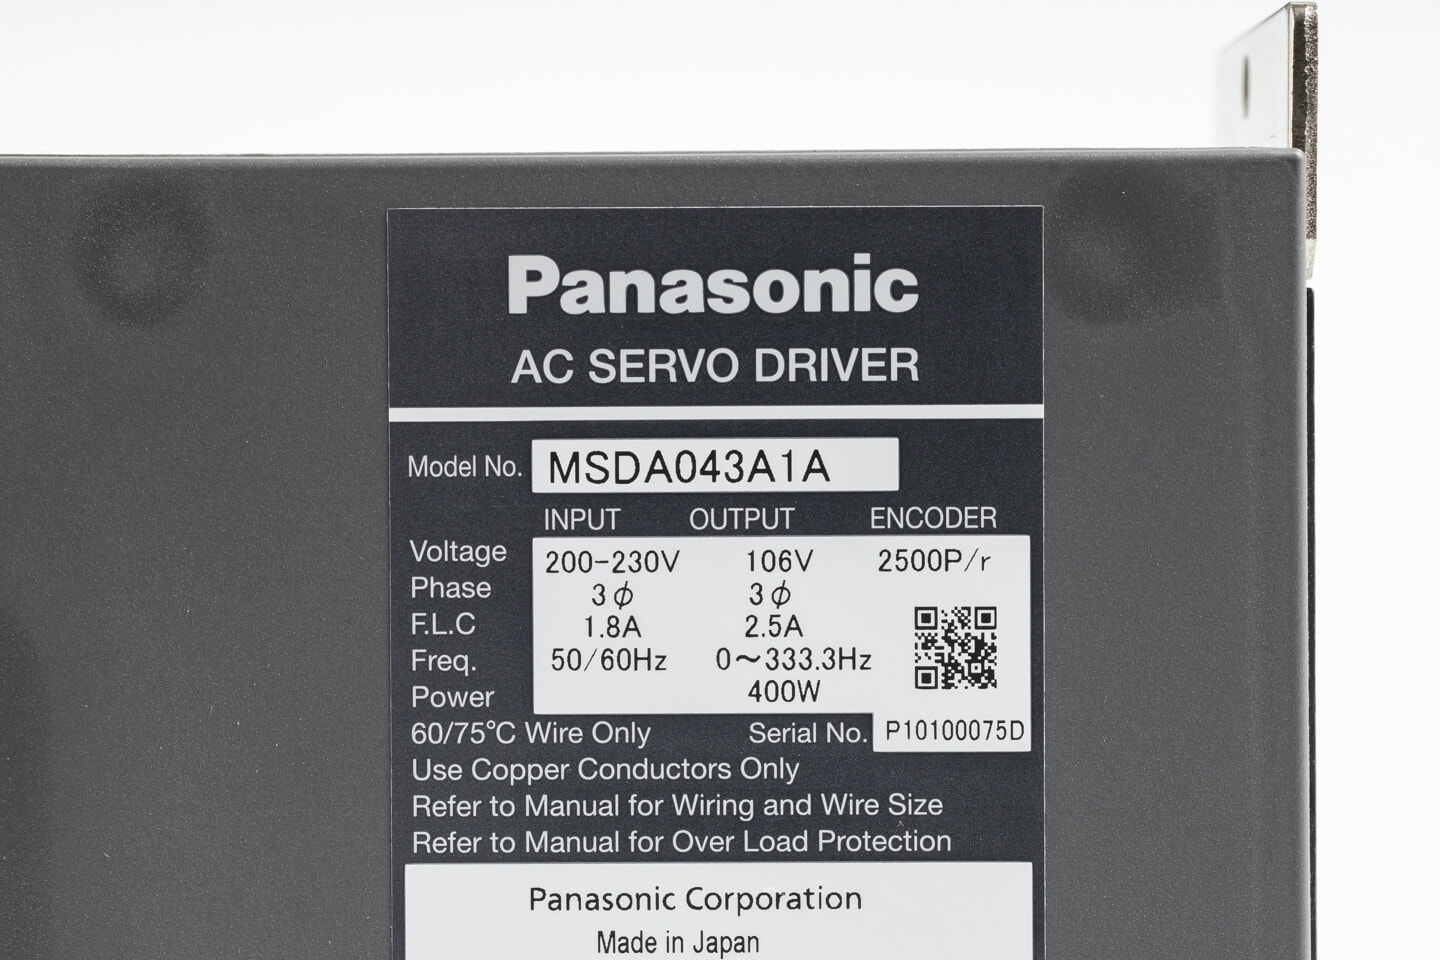 Panasonic
AC SERVO DRIVER
Model No. MSDA043A1A
INPUT OUTPUT ENCODER
Voltage 200-230V 106V 2500P/r
Phase 3ϕ 3ϕ
F.L.C 1.8A 2.5A
Freq. 50/60Hz 0～333.3Hz
Power 400W
60/75°C Wire Only Serial No. P10100075D
Use Copper Conductors Only
Refer to Manual for Wiring and Wire Size
Refer to Manual for Over Load Protection
Panasonic Corporation
Made in Japan